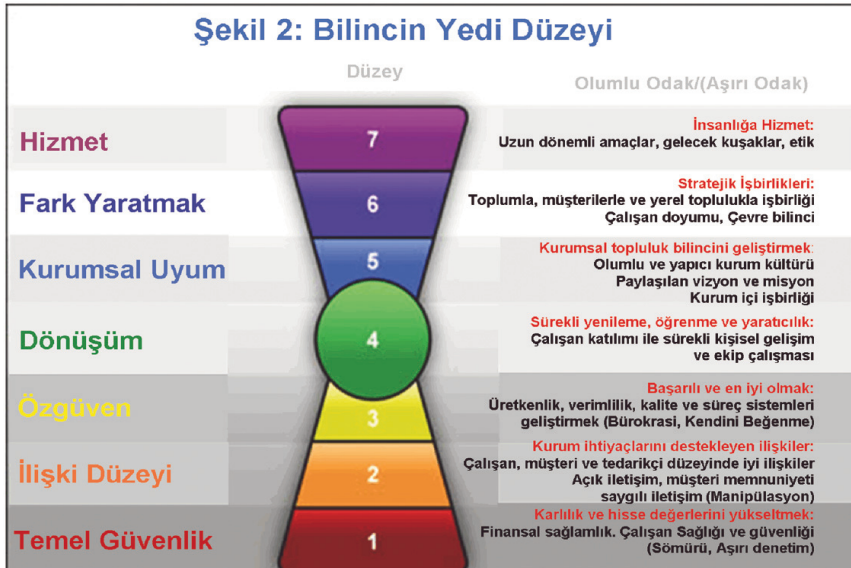 Şekil 2: Bilincin Yedi Düzeyi
Düzey
Olumlu Odak/(Aşırı Odak)
Hizmet
7
İnsanlığa Hizmet:
Uzun dönemli amaçlar, gelecek kuşaklar, etik
Fark Yaratmak
6
Stratejik İşbirlikleri:
Toplumla, müşterilerle ve yerel toplulukla işbirliği
Çalışan doyumu, Çevre bilinci
Kurumsal Uyum
5
Kurumsal topluluk bilincini geliştirmek:
Olumlu ve yapıcı kurum kültürü
Paylaşılan vizyon ve misyon
Kurum içi işbirliği
Dönüşüm
4
Sürekli yenileme, öğrenme ve yaratıcılık:
Çalışan katılımı ile sürekli kişisel gelişim
ve ekip çalışması
Özgüven
3
Başarılı ve en iyi olmak:
Üretkenlik, verimlilik, kalite ve süreç sistemleri
geliştirmek (Bürokrasi, Kendini Beğenme)
İlişki Düzeyi
2
Kurum ihtiyaçlarını destekleyen ilişkiler:
Çalışan, müşteri ve tedarikçi düzeyinde iyi ilişkiler
Açık iletişim, müşteri memnuniyeti
saygılı iletişim (Manipülasyon)
Temel Güvenlik
1
Karlılık ve hisse değerlerini yükseltmek:
Finansal sağlamlık. Çalışan Sağlığı ve güvenliği
(Sömürü, Aşırı denetim)